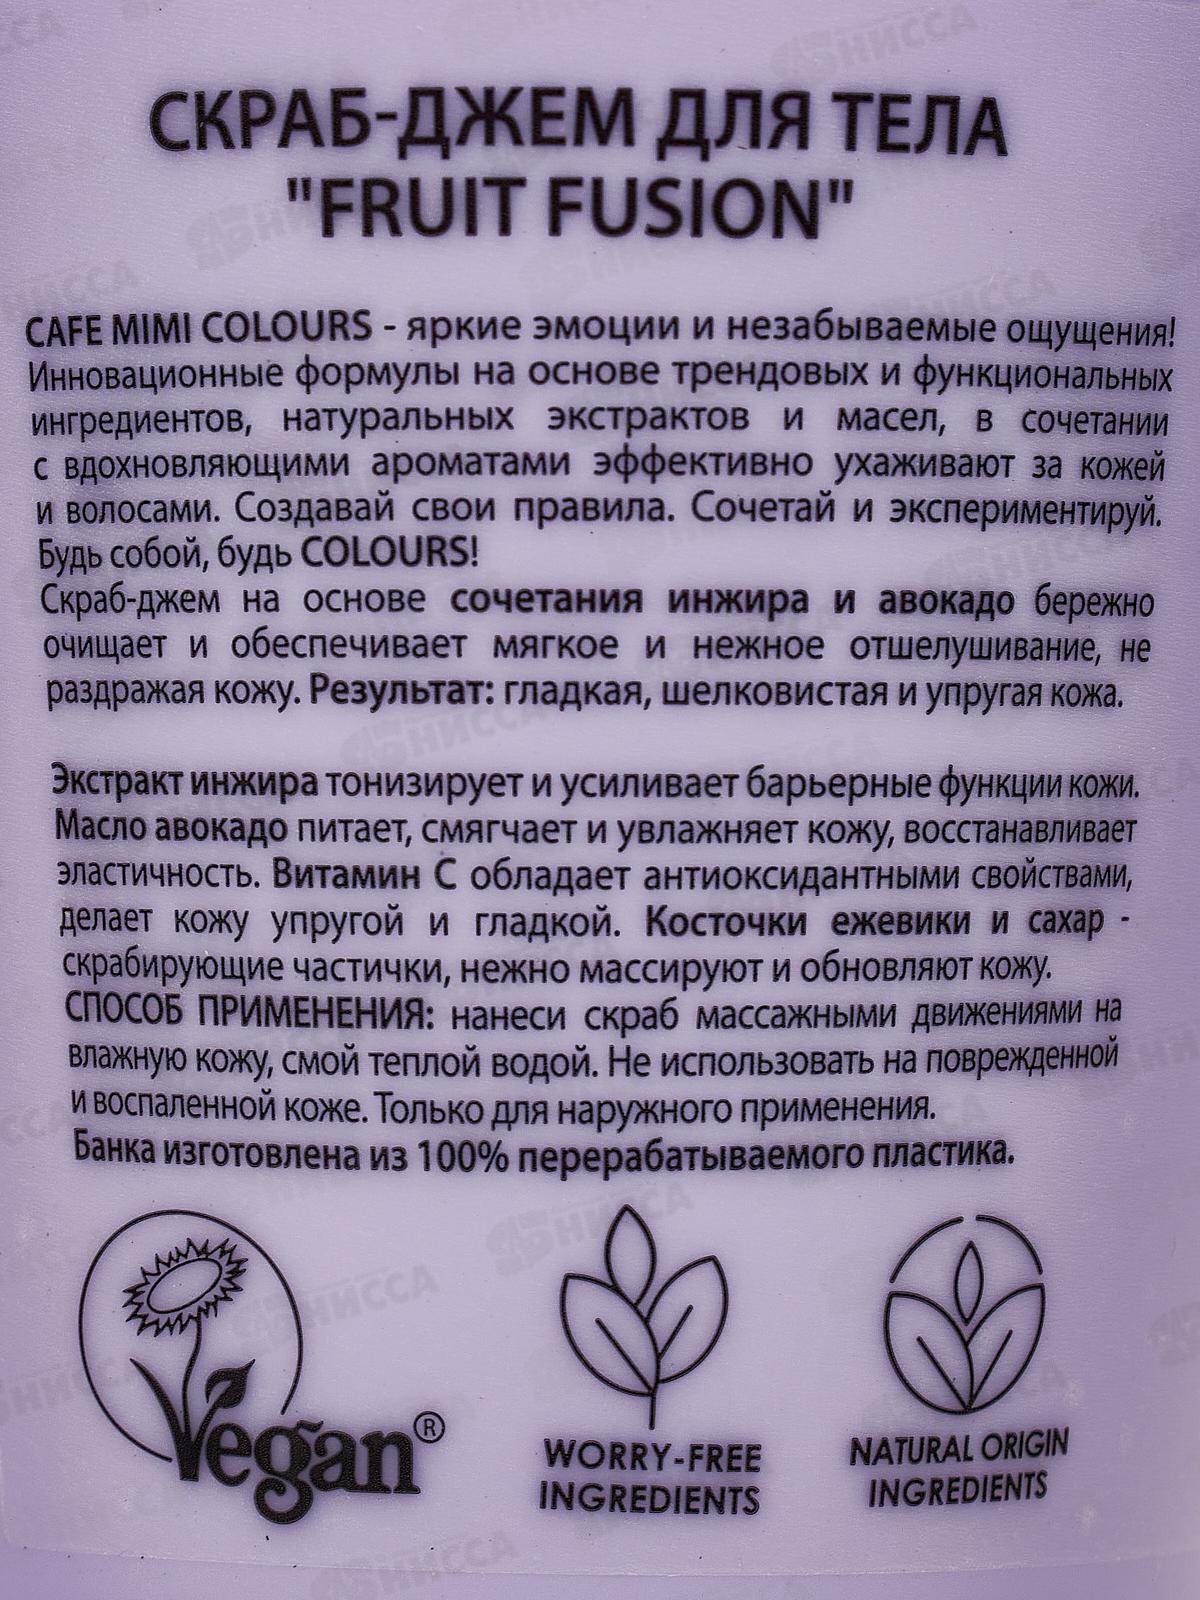 СКРАБ-ДЖЕМ ДЛЯ ТЕЛА
"FRUIT FUSION"
CAFE MIMI COLOURS - яркие эмоции и незабываемые ощущения!
Инновационные формулы на основе трендовых и функциональных
ингредиентов, натуральных экстрактов и масел, в сочетании
с вдохновляющими ароматами эффективно ухаживают за кожей
и волосами. Создавай свои правила. Сочетай и экспериментируй.
Будь собой, будь COLOURS!
Скраб-джем на основе сочетания инжира и авокадо бережно
очищает и обеспечивает мягкое и нежное отшелушивание, не
раздражая кожу. Результат: гладкая, шелковистая и упругая кожа.
Экстракт инжира тонизирует и усиливает барьерные функции кожи.
Масло авокадо питает, смягчает и увлажняет кожу, восстанавливает
эластичность. Витамин С обладает антиоксидантными свойствами,
делает кожу упругой и гладкой. Косточки ежевики и сахар -
скрабирующие частички, нежно массируют и обновляют кожу.
СПОСОБ ПРИМЕНЕНИЯ: нанеси скраб массажными движениями на
влажную кожу, смой теплой водой. Не использовать на поврежденной
и воспаленной коже. Только для наружного применения.
Банка изготовлена из 100% перерабатываемого пластика.
Vegan®
WORRY-FREE
INGREDIENTS
NATURAL ORIGIN
INGREDIENTS